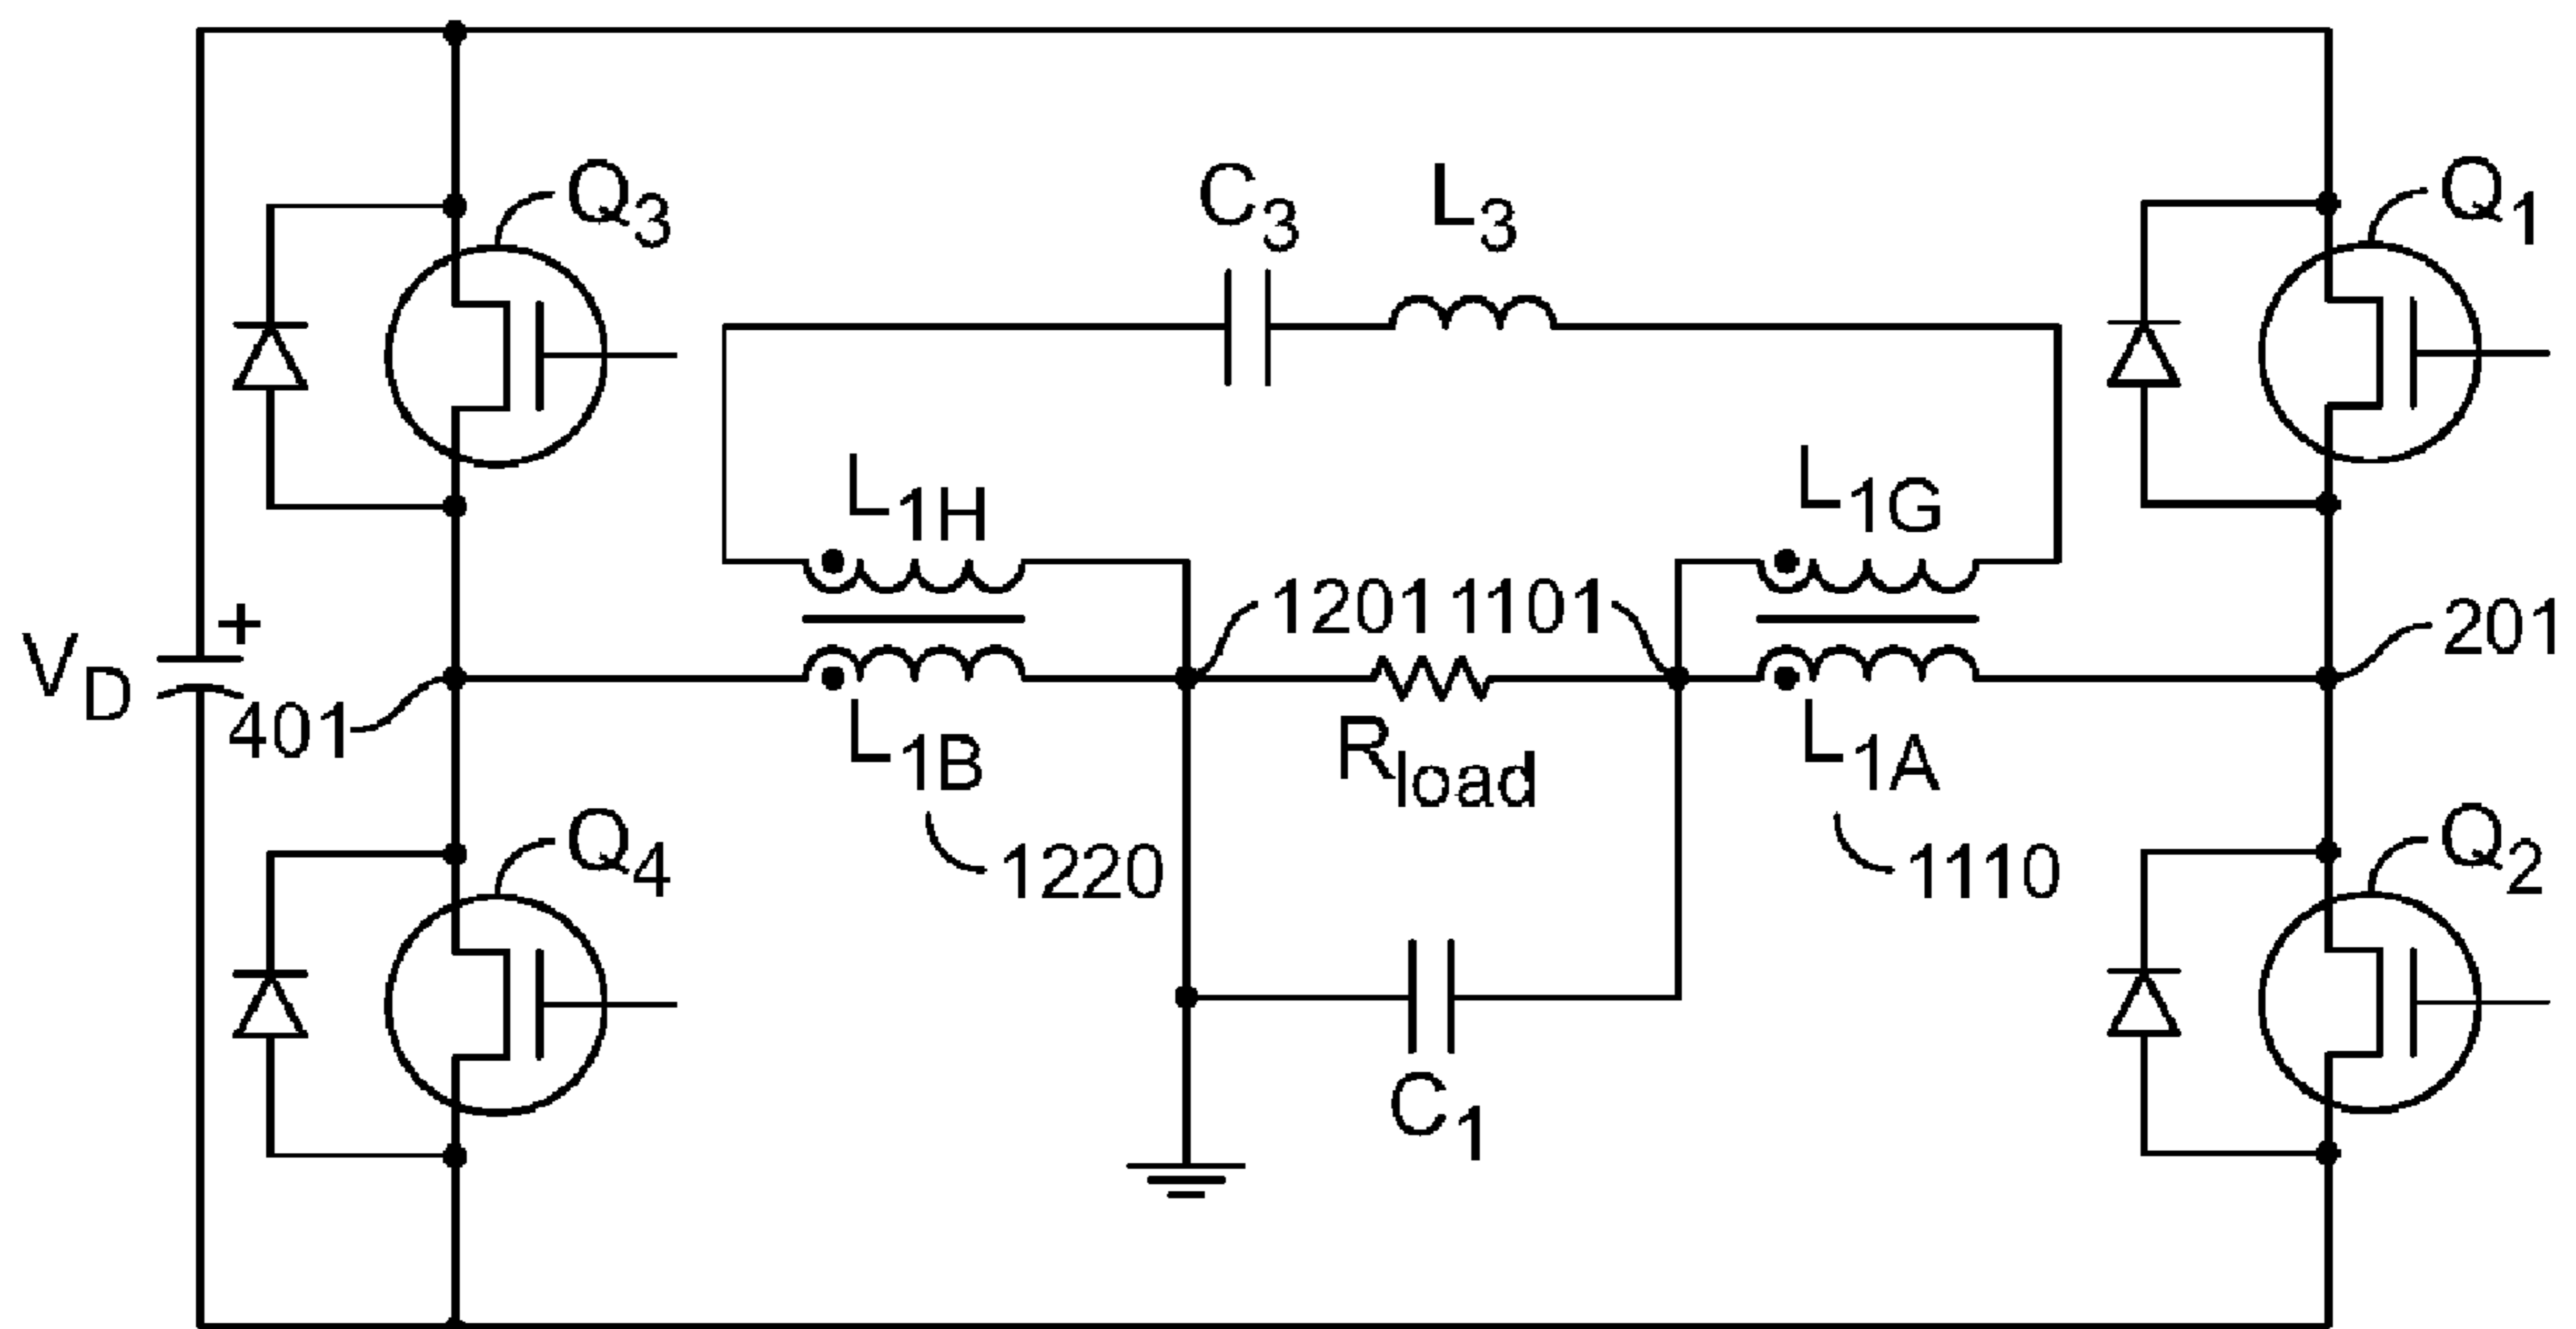 Q3
Q1
C3
L3
L1H
L1G
+
VD
401
1201
1101
201
L1B
Rload
L1A
1220
1110
Q4
Q2
C1